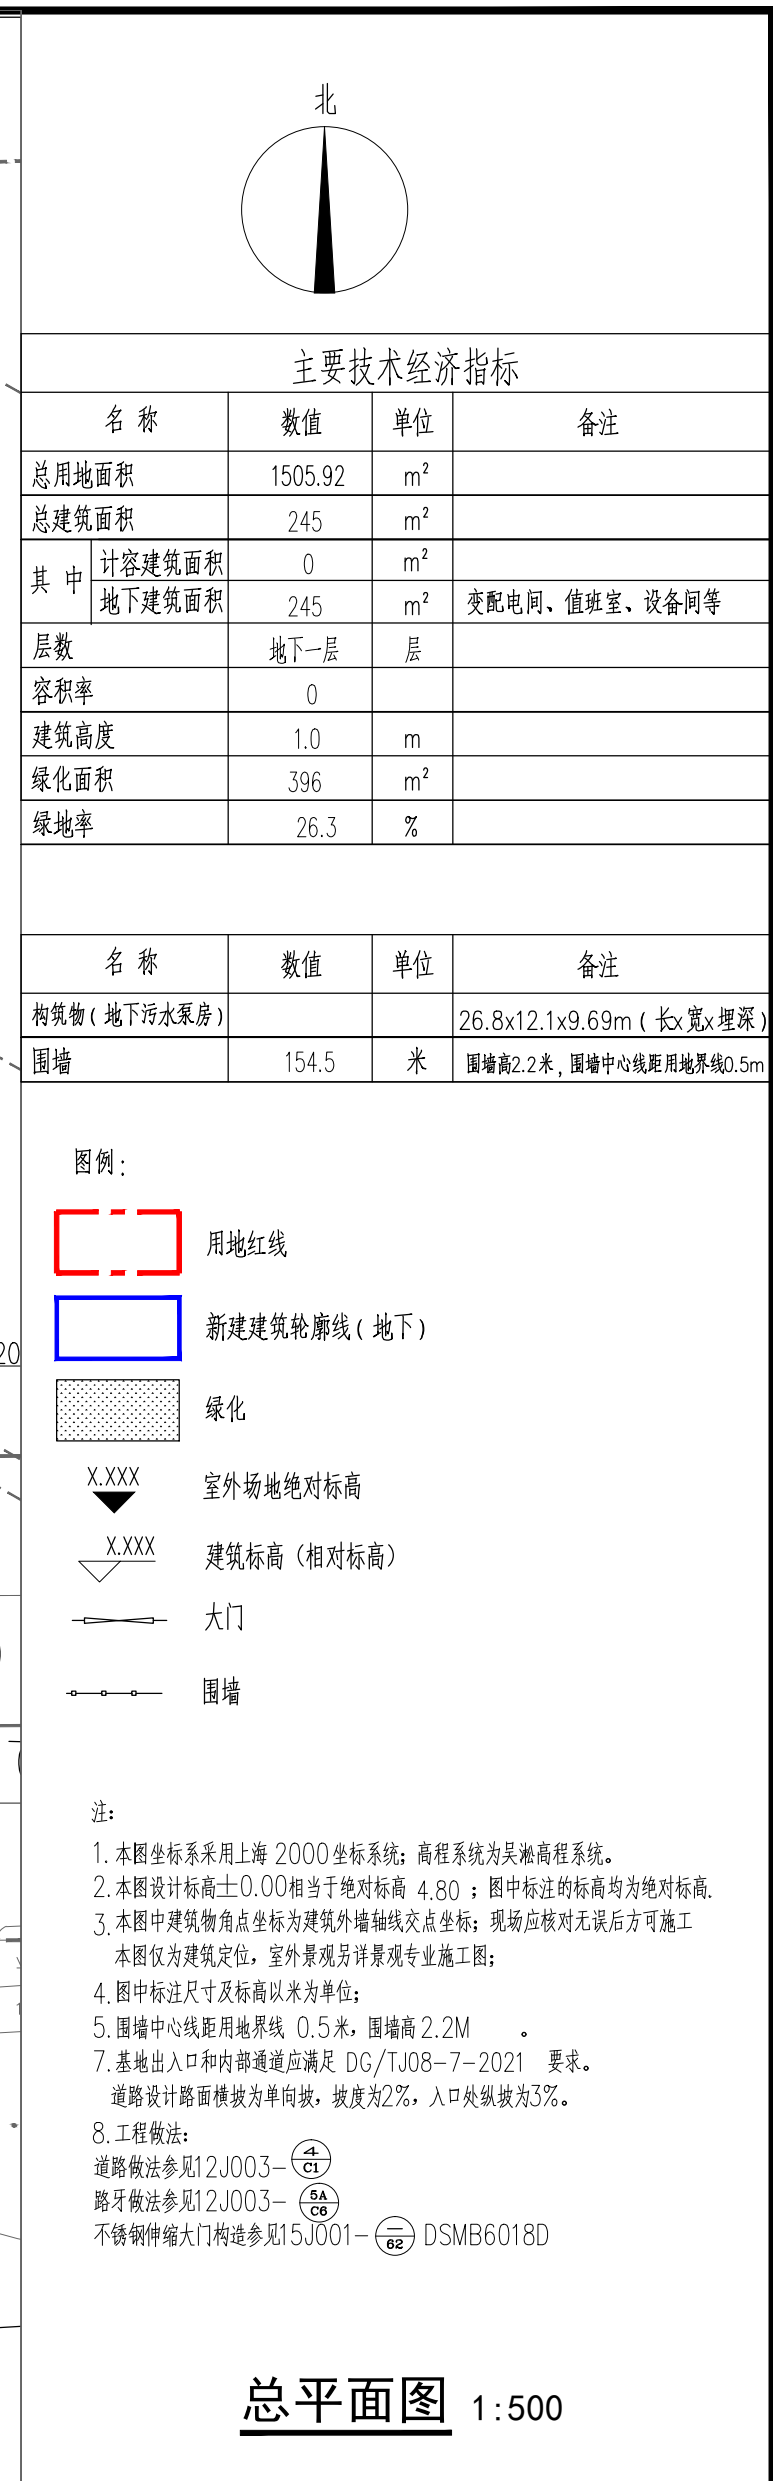 北
主要技术经济指标
名 称 数值 单位 备注
总用地面积 1505.92 m²
总建筑面积 245 m²
其 中 计容建筑面积 0 m²
地下建筑面积 245 m² 变配电间、值班室、设备间等
层数 地下一层 层
容积率 0
建筑高度 1.0 m
绿化面积 396 m²
绿地率 26.3 %
名 称 数值 单位 备注
构筑物(地下污水泵房) 26.8x12.1x9.69m(长x宽x埋深)
围墙 154.5 米 围墙高2.2米,围墙中心线距用地界线0.5m
图例:
用地红线
新建建筑轮廓线(地下)
20
绿化
X.XXX 室外场地绝对标高
X.XXX 建筑标高(相对标高)
大门
围墙
注:
1.本图坐标系采用上海 2000坐标系统;高程系统为吴淞高程系统。
2.本图设计标高±0.00相当于绝对标高 4.80 ;图中标注的标高均为绝对标高.
3.本图中建筑物角点坐标为建筑外墙轴线交点坐标;现场应核对无误后方可施工
本图仅为建筑定位,室外景观另详景观专业施工图;
4.图中标注尺寸及标高以米为单位;
5.围墙中心线距用地界线 0.5米,围墙高2.2M 。
7.基地出入口和内部通道应满足 DG/TJ08-7-2021 要求。
道路设计路面横坡为单向坡,坡度为2%,入口处纵坡为3%。
8.工程做法:
道路做法参见12J003- 4 C1
路牙做法参见12J003- 5A C6
不锈钢伸缩大门构造参见15J001- — 62 DSMB6018D
总平面图 1:500